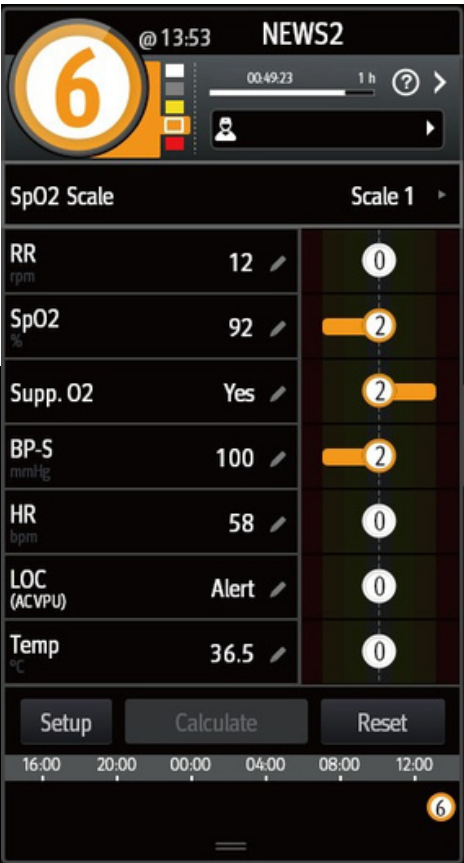 6 @ 13:53 NEWS2
00:49:23 1 h ?
SpO2 Scale Scale 1
RR 12 0
rpm
SpO2 92 2
%
Supp. O2 Yes 2
BP-S 100 2
mmHg
HR 58 0
bpm
LOC Alert 0
(ACVPU)
Temp 36.5 0
°C
Setup Calculate Reset
16:00 20:00 00:00 04:00 08:00 12:00
6